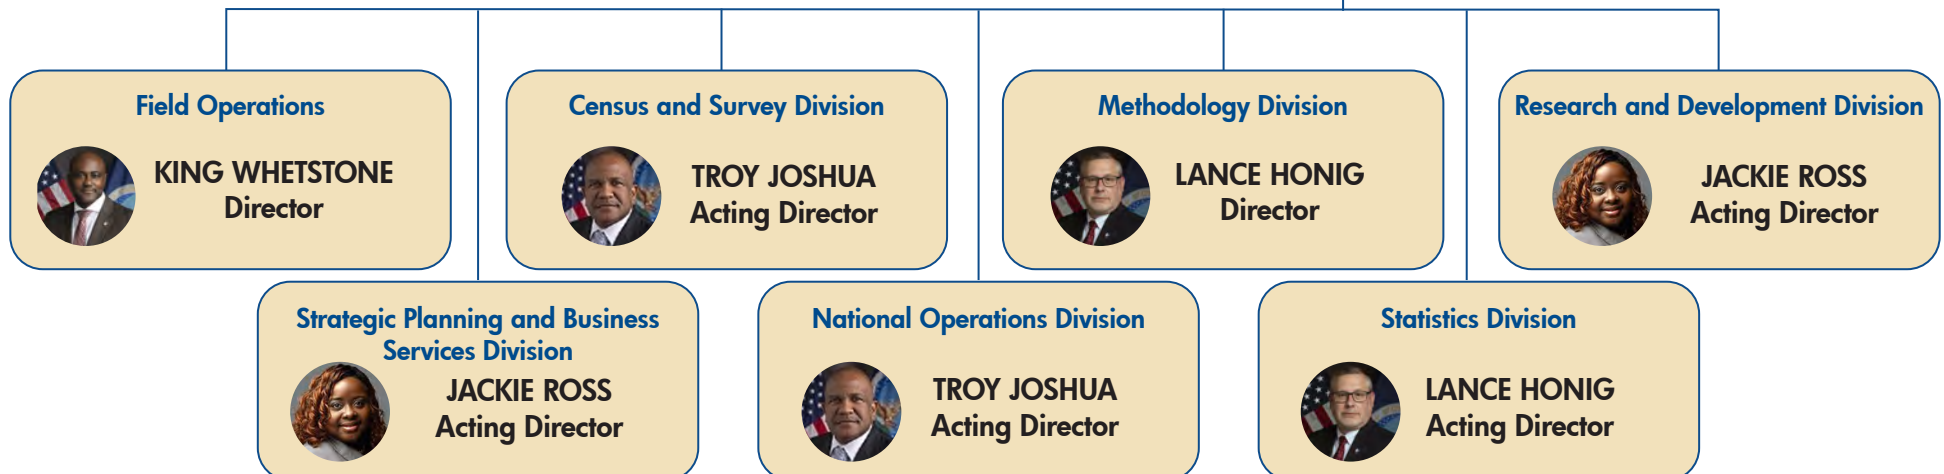 Field Operations
KING WHETSTONE
Director
Census and Survey Division
TROY JOSHUA
Acting Director
Methodology Division
LANCE HONIG
Director
Research and Development Division
JACKIE ROSS
Acting Director
Strategic Planning and Business
Services Division
JACKIE ROSS
Acting Director
National Operations Division
TROY JOSHUA
Acting Director
Statistics Division
LANCE HONIG
Acting Director